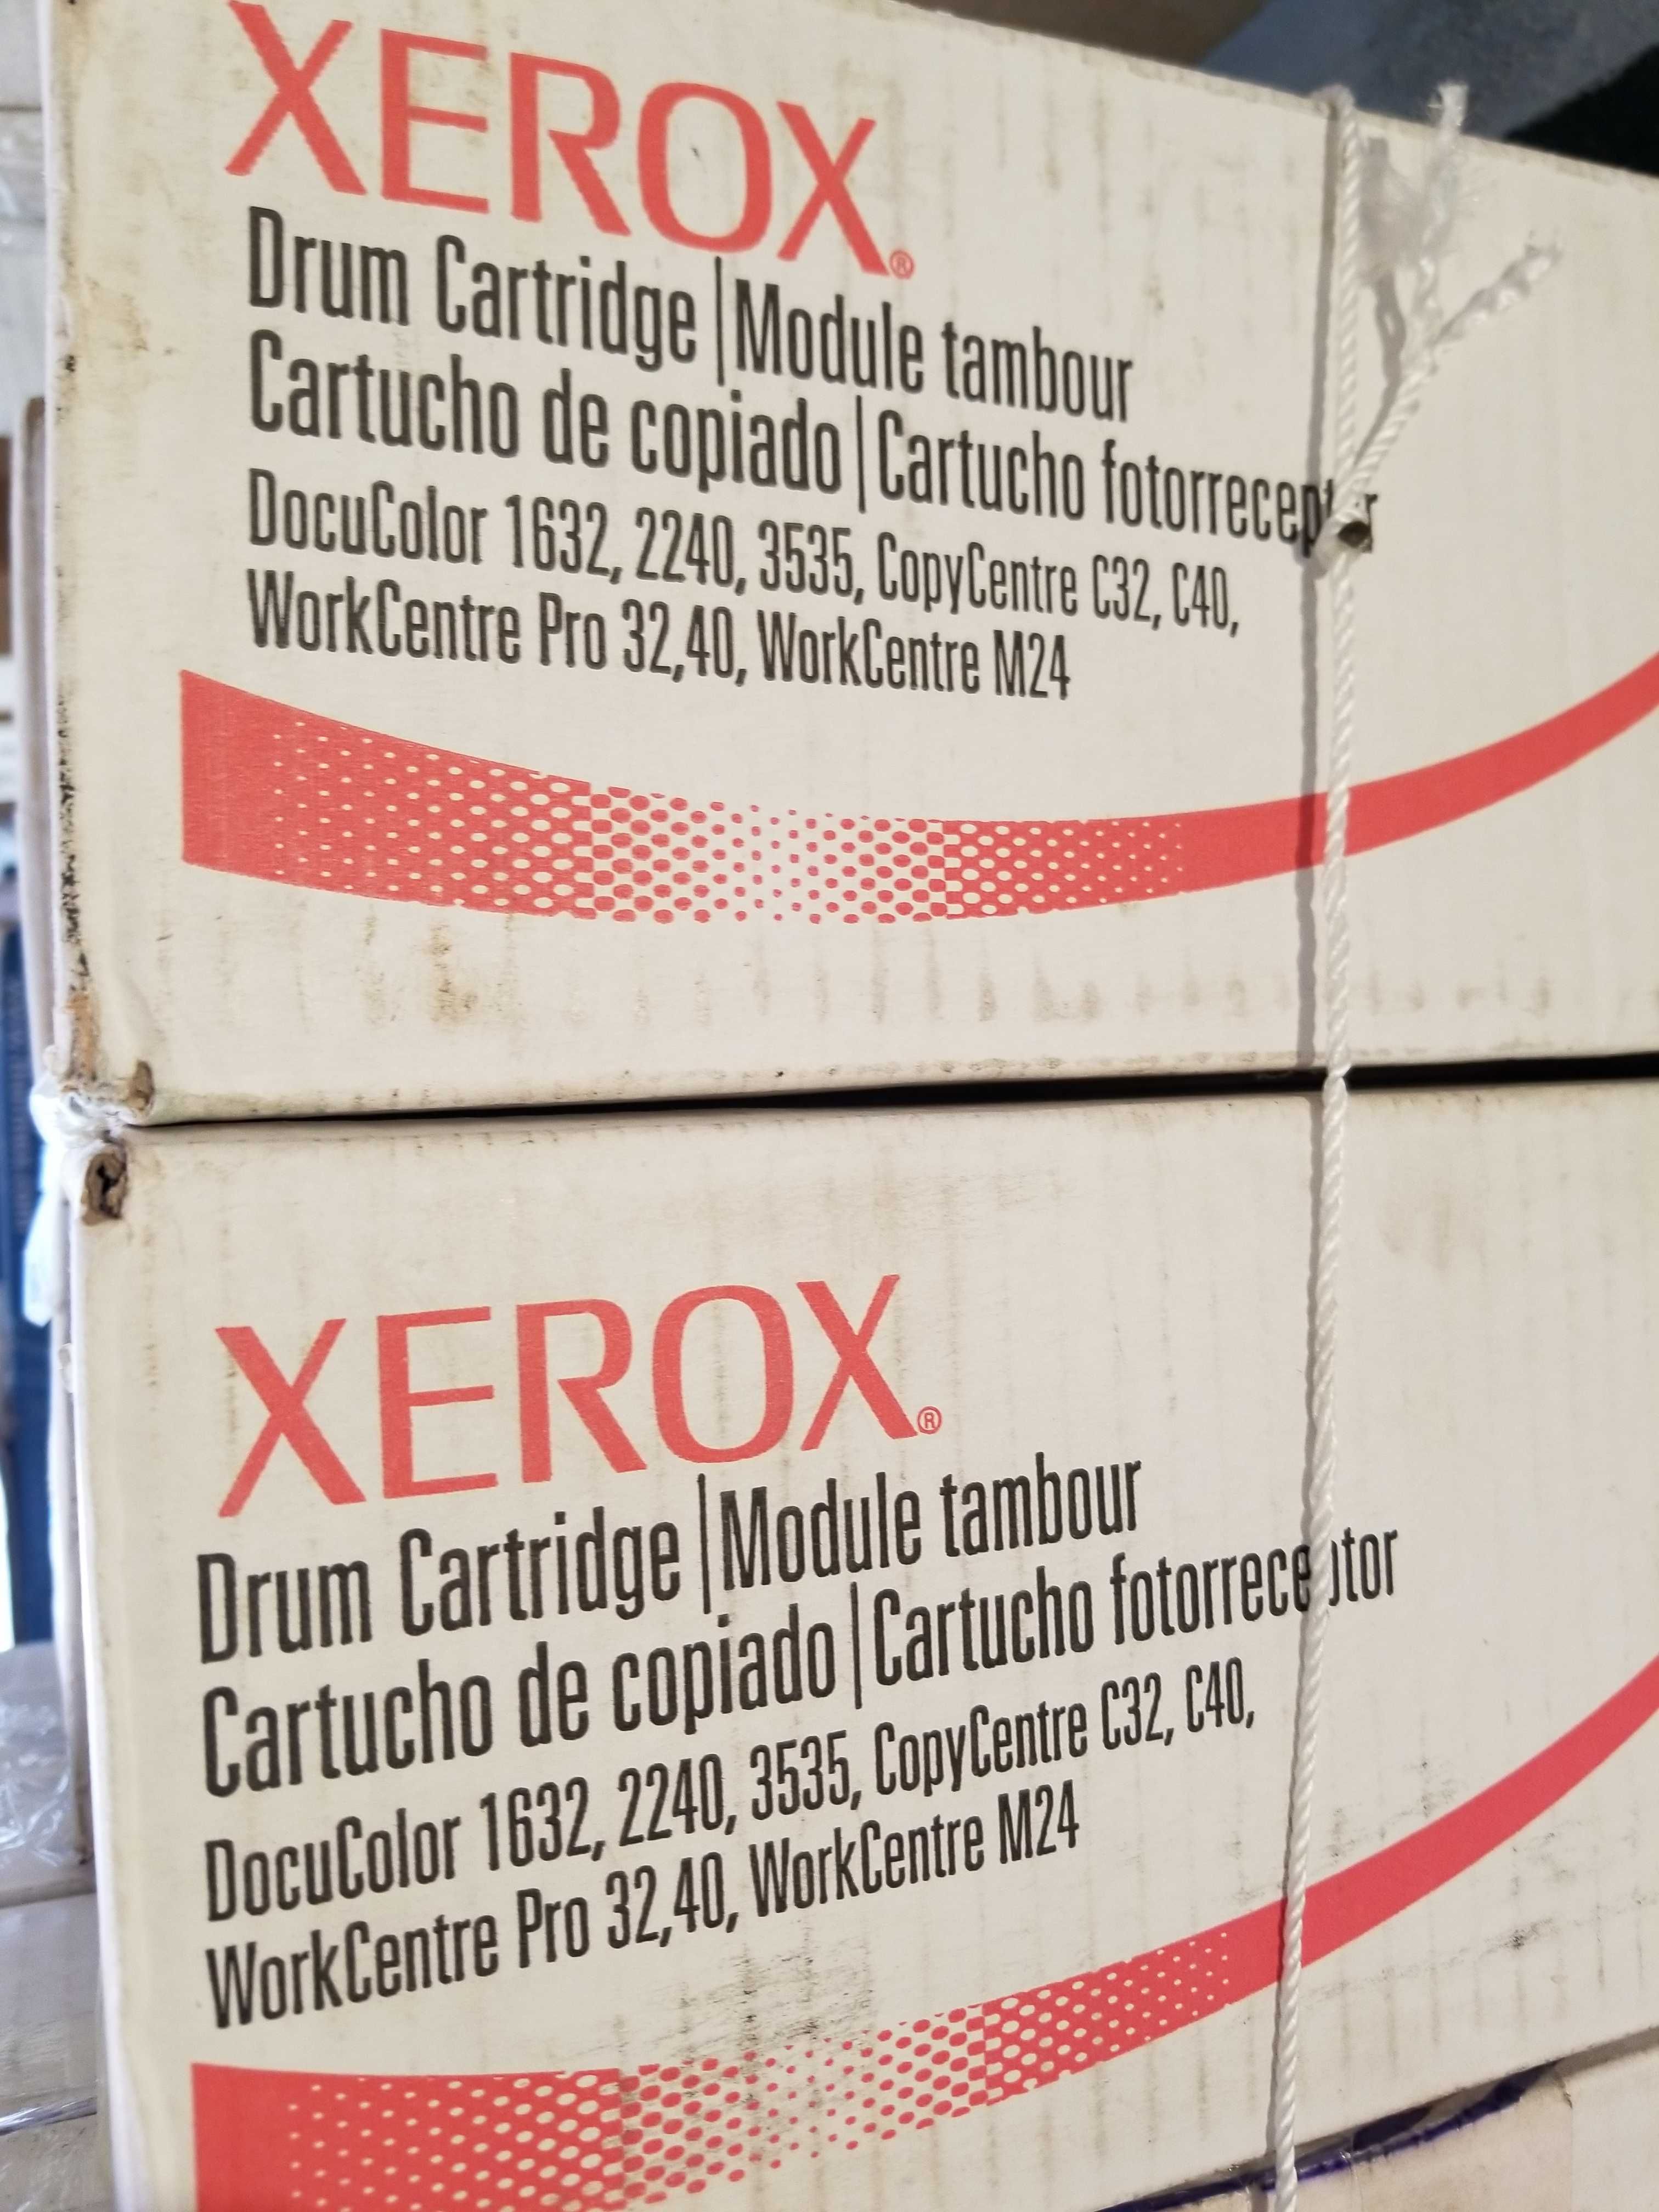 XEROX®
Drum Cartridge | Module tambour
Cartucho de copiado | Cartucho fotorreceptor
DocuColor 1632, 2240, 3535, CopyCentre C32, C40,
WorkCentre Pro 32,40, WorkCentre M24
XEROX®
Drum Cartridge | Module tambour
Cartucho de copiado | Cartucho fotorreceptor
DocuColor 1632, 2240, 3535, CopyCentre C32, C40,
WorkCentre Pro 32,40, WorkCentre M24